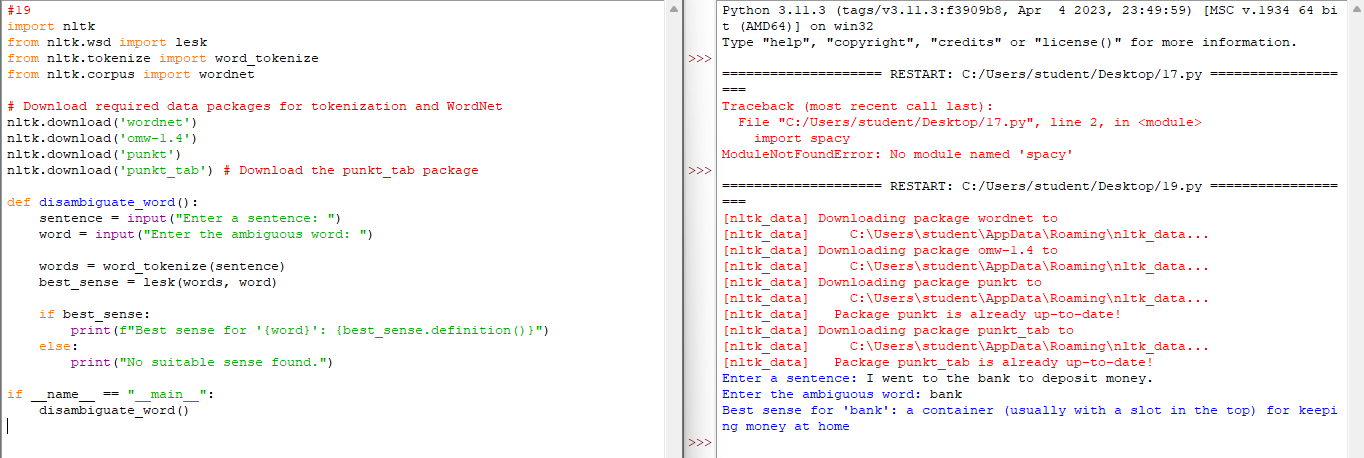 #19
import nltk
from nltk.wsd import lesk
from nltk.tokenize import word_tokenize
from nltk.corpus import wordnet

# Download required data packages for tokenization and WordNet
nltk.download('wordnet')
nltk.download('omw-1.4')
nltk.download('punkt')
nltk.download('punkt_tab') # Download the punkt_tab package

def disambiguate_word():
    sentence = input("Enter a sentence: ")
    word = input("Enter the ambiguous word: ")

    words = word_tokenize(sentence)
    best_sense = lesk(words, word)

    if best_sense:
        print(f"Best sense for '{word}': {best_sense.definition()}")
    else:
        print("No suitable sense found.")

if __name__ == "__main__":
    disambiguate_word()
Python 3.11.3 (tags/v3.11.3:f3909b8, Apr  4 2023, 23:49:59) [MSC v.1934 64 bi
t (AMD64)] on win32
Type "help", "copyright", "credits" or "license()" for more information.
>>>
==================== RESTART: C:/Users/student/Desktop/17.py ================
===
Traceback (most recent call last):
  File "C:/Users/student/Desktop/17.py", line 2, in <module>
    import spacy
ModuleNotFoundError: No module named 'spacy'
>>>
==================== RESTART: C:/Users/student/Desktop/19.py ================
===
[nltk_data] Downloading package wordnet to
[nltk_data]     C:\Users\student\AppData\Roaming\nltk_data...
[nltk_data] Downloading package omw-1.4 to
[nltk_data]     C:\Users\student\AppData\Roaming\nltk_data...
[nltk_data] Downloading package punkt to
[nltk_data]     C:\Users\student\AppData\Roaming\nltk_data...
[nltk_data]   Package punkt is already up-to-date!
[nltk_data] Downloading package punkt_tab to
[nltk_data]     C:\Users\student\AppData\Roaming\nltk_data...
[nltk_data]   Package punkt_tab is already up-to-date!
Enter a sentence: I went to the bank to deposit money.
Enter the ambiguous word: bank
Best sense for 'bank': a container (usually with a slot in the top) for keepi
ng money at home
>>>